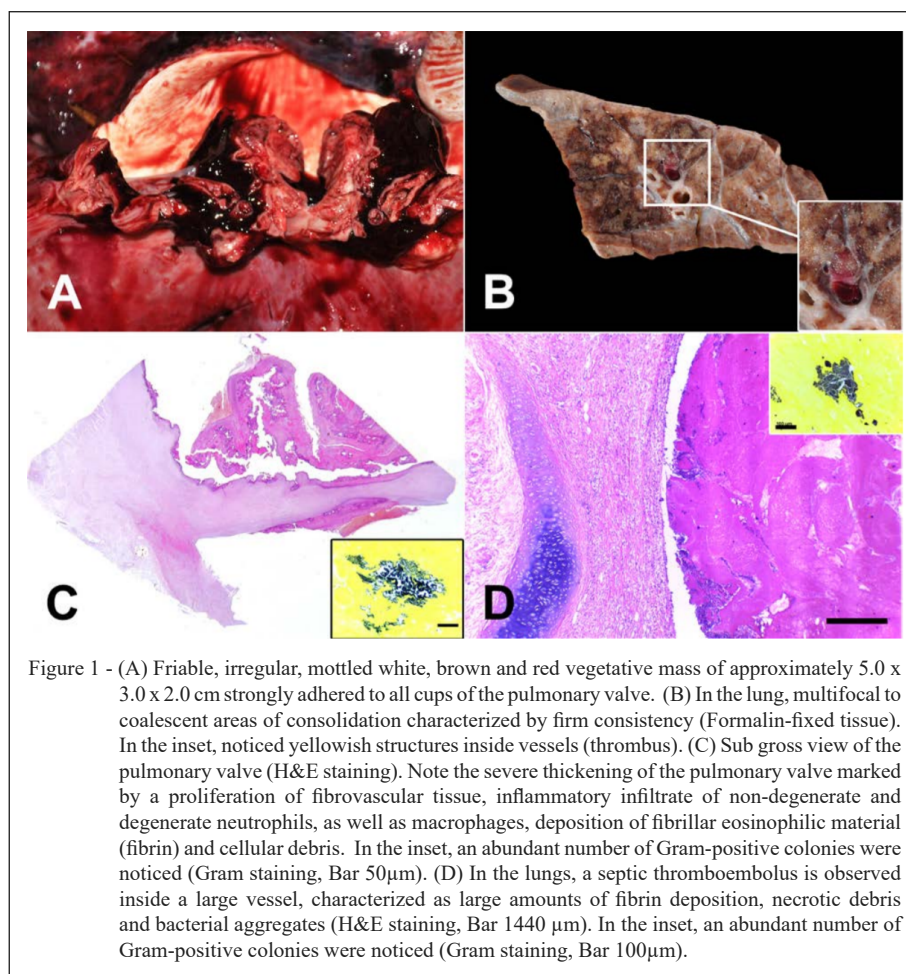 A
B
C
D
Figure 1 - (A) Friable, irregular, mottled white, brown and red vegetative mass of approximately 5.0 x
3.0 x 2.0 cm strongly adhered to all cups of the pulmonary valve. (B) In the lung, multifocal to
coalescent areas of consolidation characterized by firm consistency (Formalin-fixed tissue).
In the inset, noticed yellowish structures inside vessels (thrombus). (C) Sub gross view of the
pulmonary valve (H&E staining). Note the severe thickening of the pulmonary valve marked
by a proliferation of fibrovascular tissue, inflammatory infiltrate of non-degenerate and
degenerate neutrophils, as well as macrophages, deposition of fibrillar eosinophilic material
(fibrin) and cellular debris. In the inset, an abundant number of Gram-positive colonies were
noticed (Gram staining, Bar 50µm). (D) In the lungs, a septic thromboembolus is observed
inside a large vessel, characterized as large amounts of fibrin deposition, necrotic debris
and bacterial aggregates (H&E staining, Bar 1440 µm). In the inset, an abundant number of
Gram-positive colonies were noticed (Gram staining, Bar 100µm).